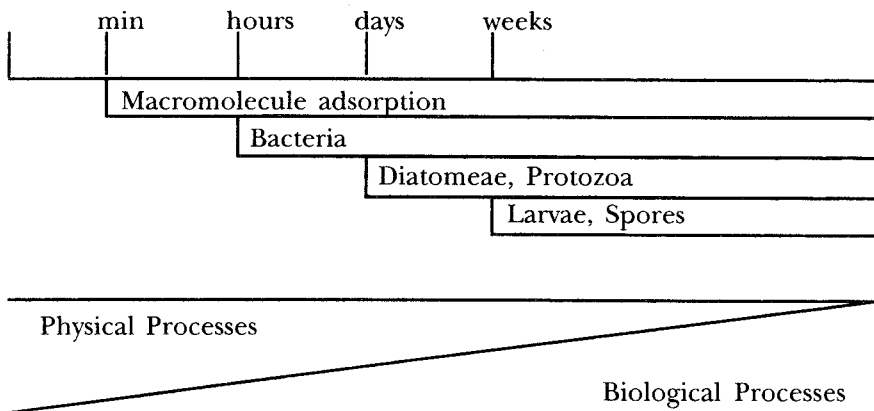 min hours days weeks
Macromolecule adsorption
Bacteria
Diatomeae, Protozoa
Larvae, Spores
Physical Processes
Biological Processes